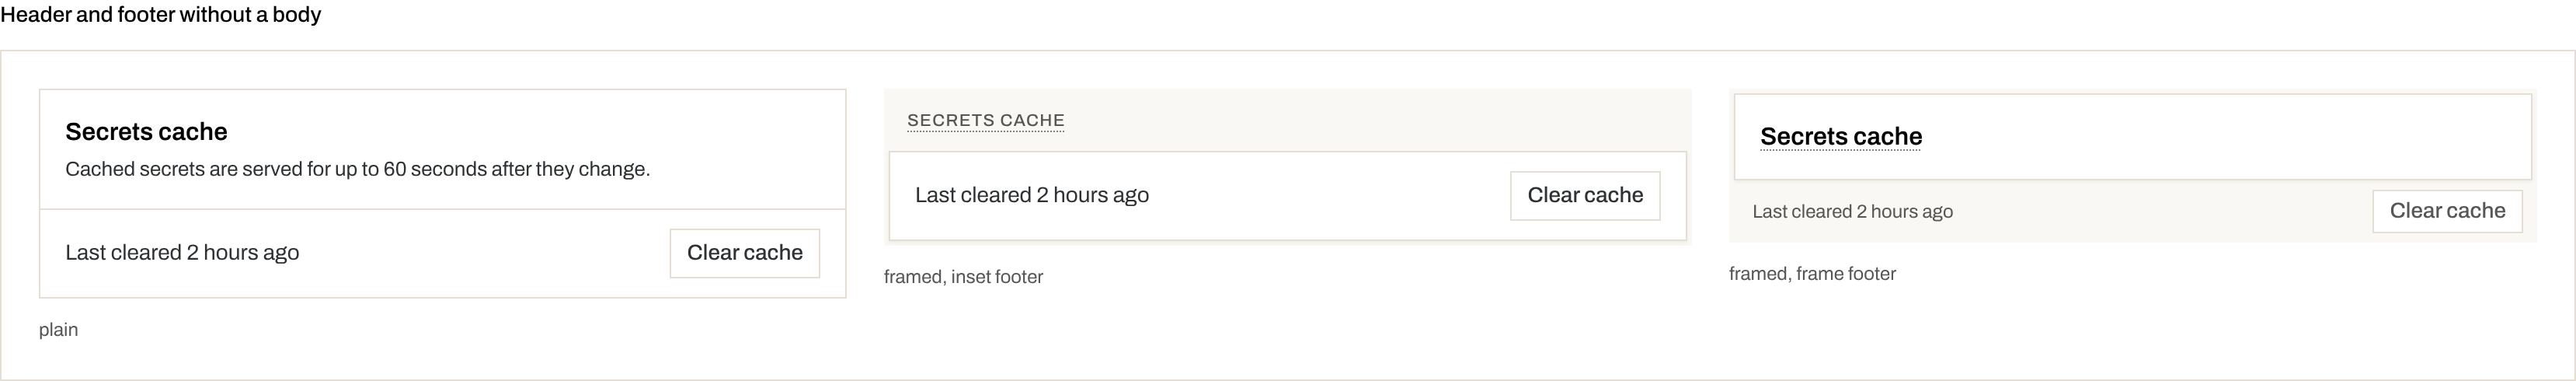 Header and footer without a body
Secrets cache
Cached secrets are served for up to 60 seconds after they change.
Last cleared 2 hours ago
Clear cache
plain
SECRETS CACHE
Last cleared 2 hours ago
Clear cache
framed, inset footer
Secrets cache
Last cleared 2 hours ago
Clear cache
framed, frame footer